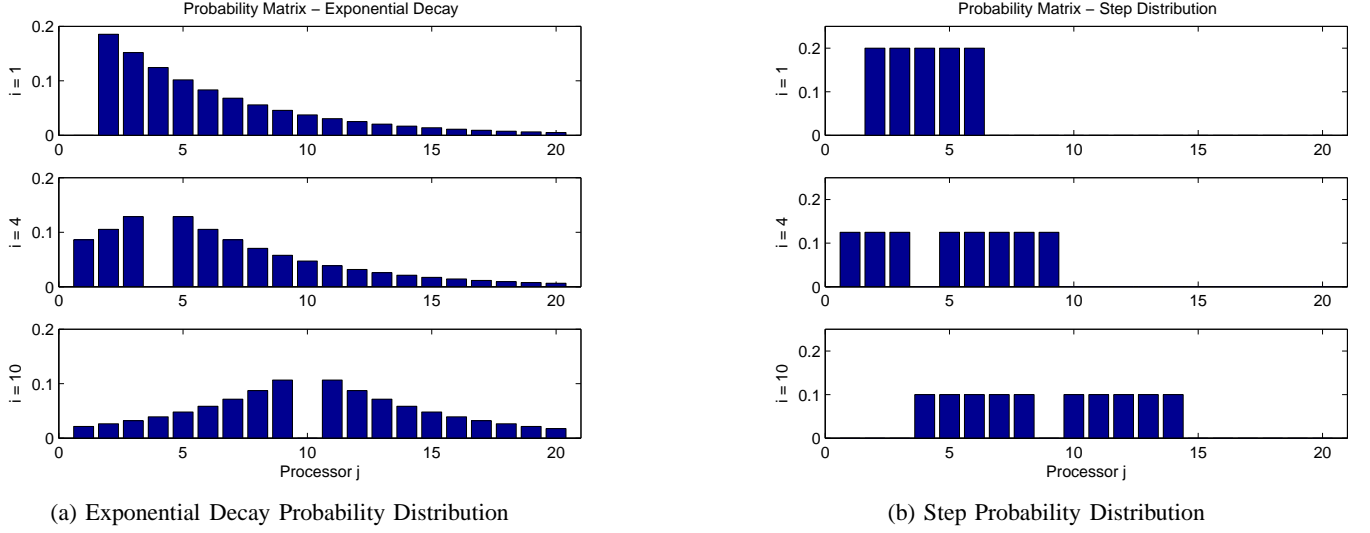 Probability Matrix − Exponential Decay
0.2
0.1
0
i = 1
0 5 10 15 20
0.2
0.1
0
i = 4
0 5 10 15 20
0.2
0.1
0
i = 10
0 5 10 15 20
Processor j
(a) Exponential Decay Probability Distribution
Probability Matrix − Step Distribution
0.2
0.1
0
i = 1
0 5 10 15 20
0.2
0.1
0
i = 4
0 5 10 15 20
0.2
0.1
0
i = 10
0 5 10 15 20
Processor j
(b) Step Probability Distribution